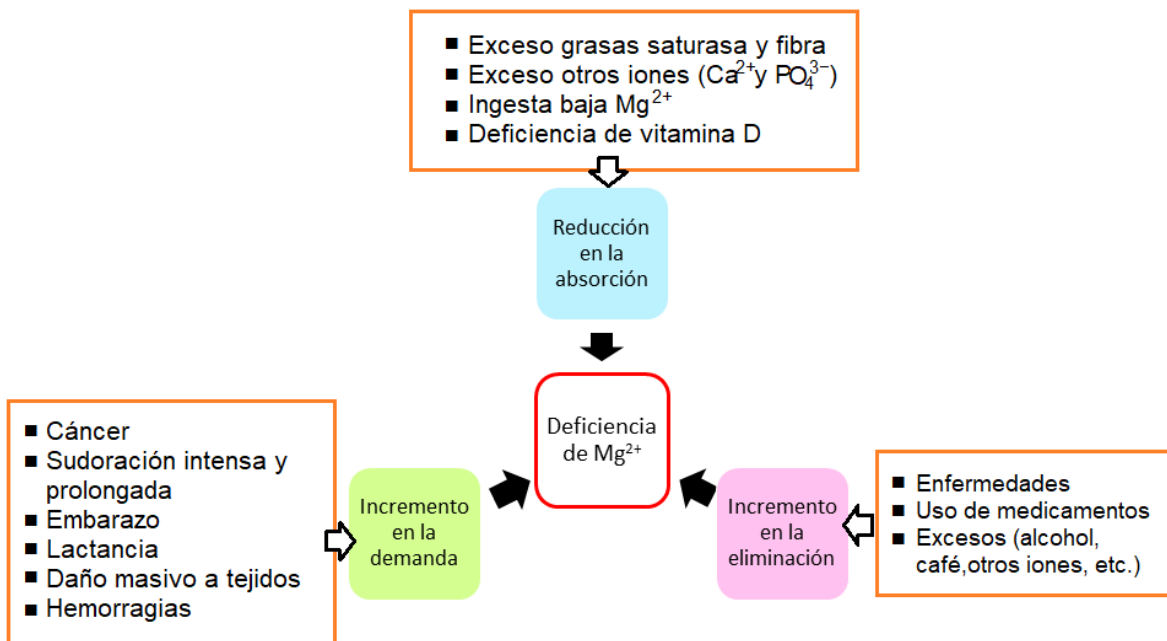 ■ Exceso grasas saturasa y fibra
■ Exceso otros iones (Ca²⁺y PO₄³⁻)
■ Ingesta baja Mg²⁺
■ Deficiencia de vitamina D
Reducción
en la
absorción
Deficiencia
de Mg²⁺
■ Cáncer
■ Sudoración intensa y
prolongada
■ Embarazo
■ Lactancia
■ Daño masivo a tejidos
■ Hemorragias
Incremento
en la
demanda
Incremento
en la
eliminación
■ Enfermedades
■ Uso de medicamentos
■ Excesos (alcohol,
café,otros iones, etc.)